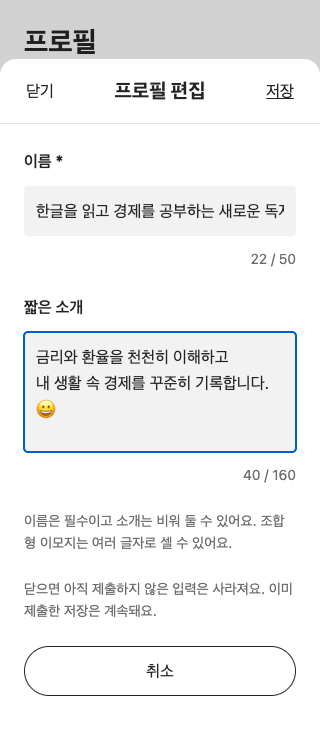 프로필
닫기
프로필 편집
저장
이름 *
한글을 읽고 경제를 공부하는 새로운
22 / 50
짧은 소개
금리와 환율을 천천히 이해하고
내 생활 속 경제를 꾸준히 기록합니다.
😀
40 / 160
이름은 필수이고 소개는 비워 둘 수 있어요. 조합
형 이모지는 여러 글자로 셀 수 있어요.
닫으면 아직 제출하지 않은 입력은 사라져요. 이미
제출한 저장은 계속돼요.
취소